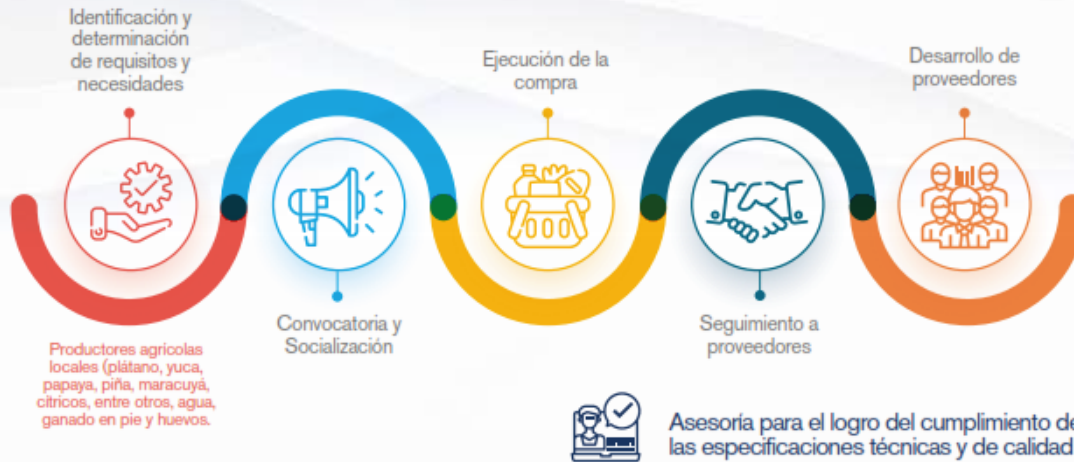 Identificación y
determinación
de requisitos y
necesidades
Convocatoria y
Socialización
Ejecución de la
compra
Seguimiento a
proveedores
Desarrollo de
proveedores
Productores agrícolas
locales (plátano, yuca,
papaya, piña, maracuyá,
cítricos, entre otros, agua,
ganado en pie y huevos.
Asesoría para el logro del cumplimiento de
las especificaciones técnicas y de calidad